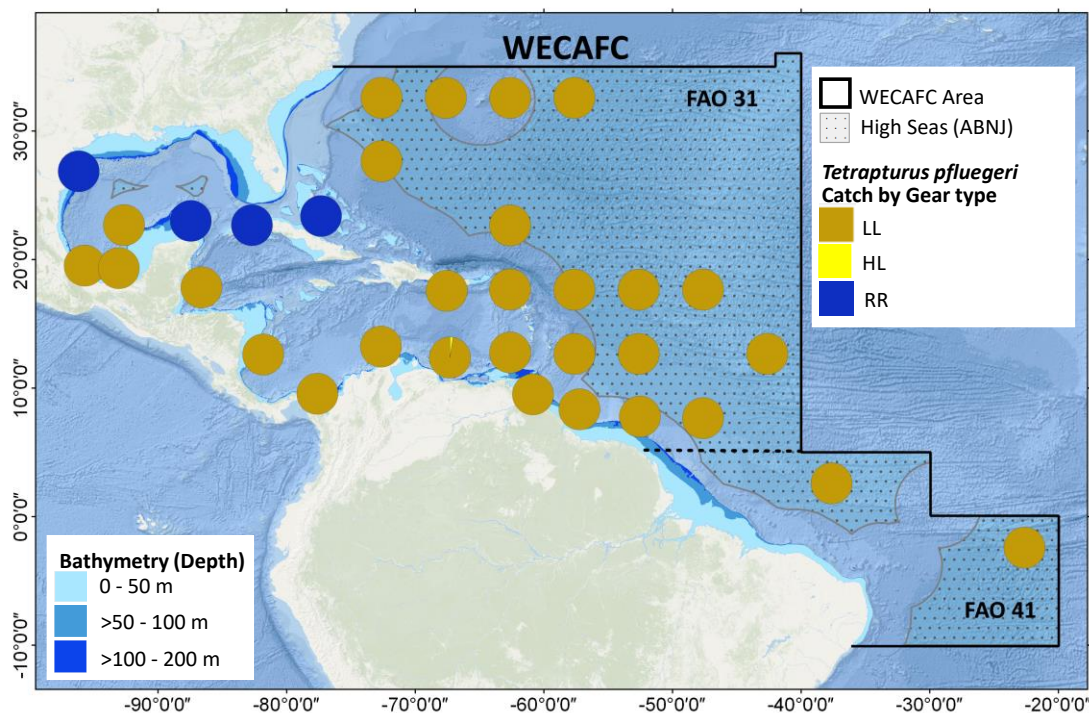 WECAFC
FAO 31
WECAFC Area
High Seas (ABNJ)
Tetrapturus pfluegeri
Catch by Gear type
LL
HL
RR
30°0'0"
20°0'0"
10°0'0"
0°0'0"
-10°0'0"
FAO 41
Bathymetry (Depth)
0 - 50 m
>50 - 100 m
>100 - 200 m
-90°0'0" -80°0'0" -70°0'0" -60°0'0" -50°0'0" -40°0'0" -30°0'0" -20°0'0"